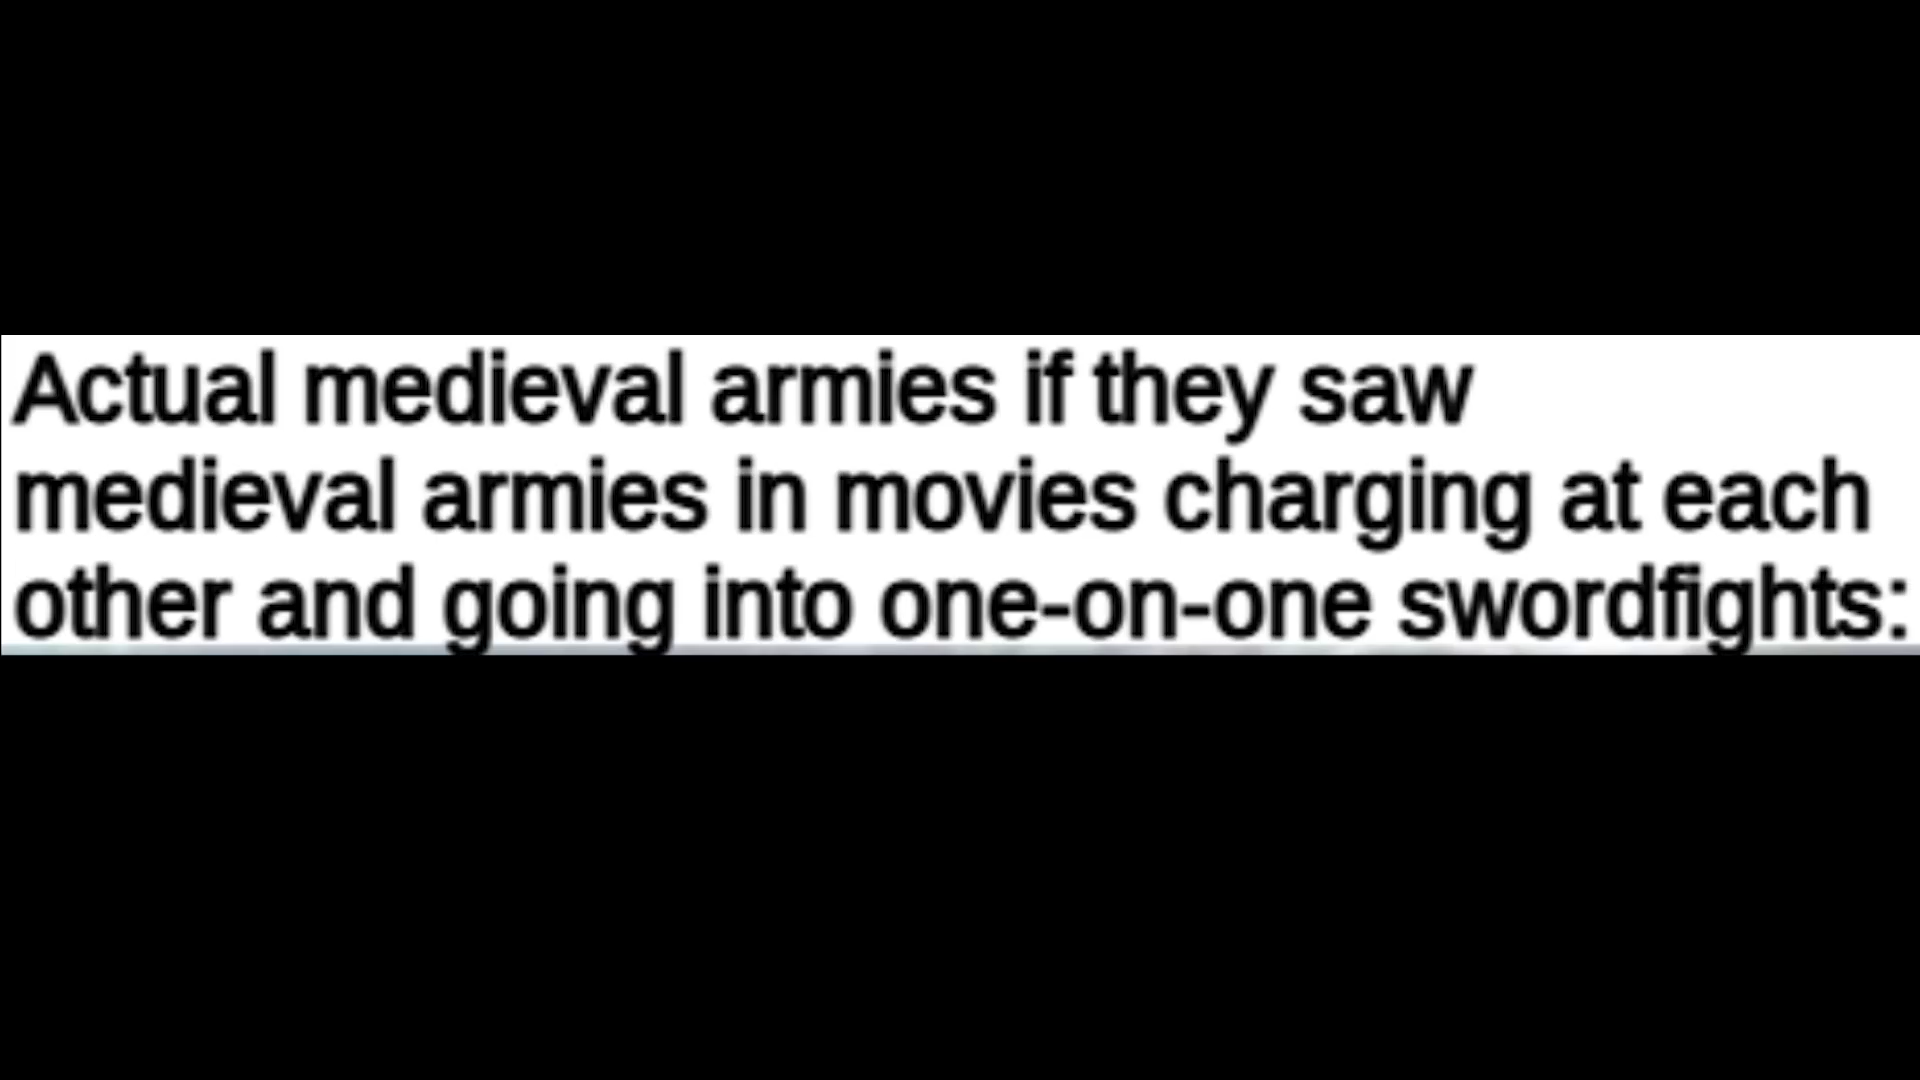 Actual medieval armies if they saw
medieval armies in movies charging at each
other and going into one-on-one swordfights: